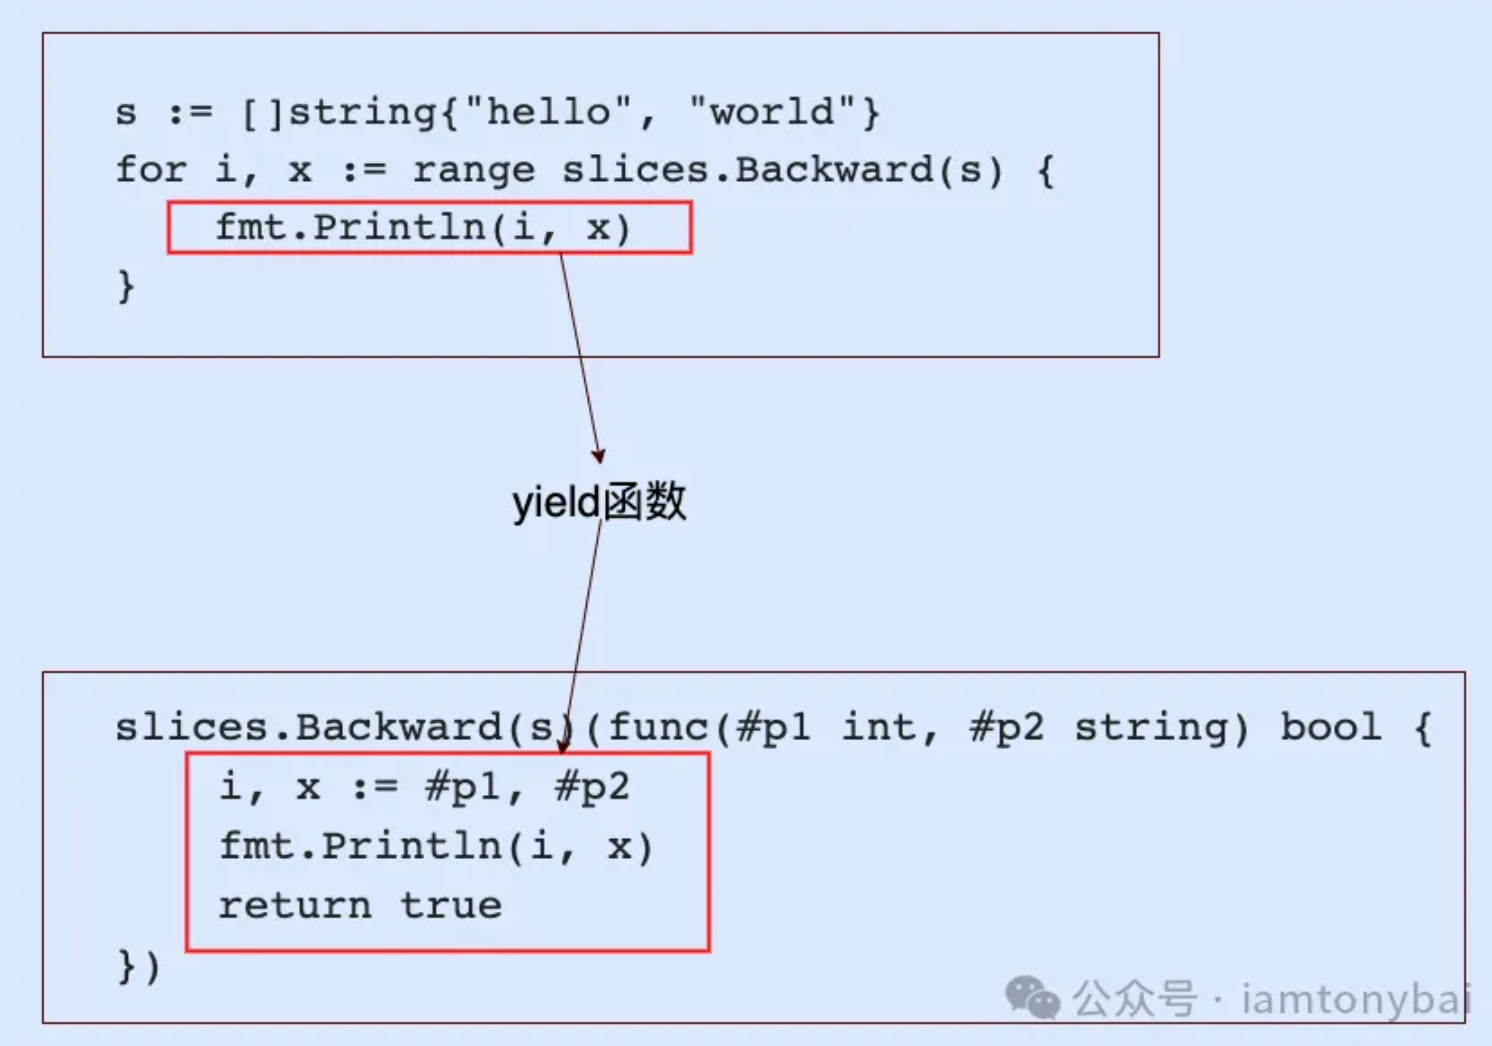 s := []string{"hello", "world"}
for i, x := range slices.Backward(s) {
fmt.Println(i, x)
}
yield函数
slices.Backward(s)(func(#p1 int, #p2 string) bool {
i, x := #p1, #p2
fmt.Println(i, x)
return true
})
公众号 · iamtonybai